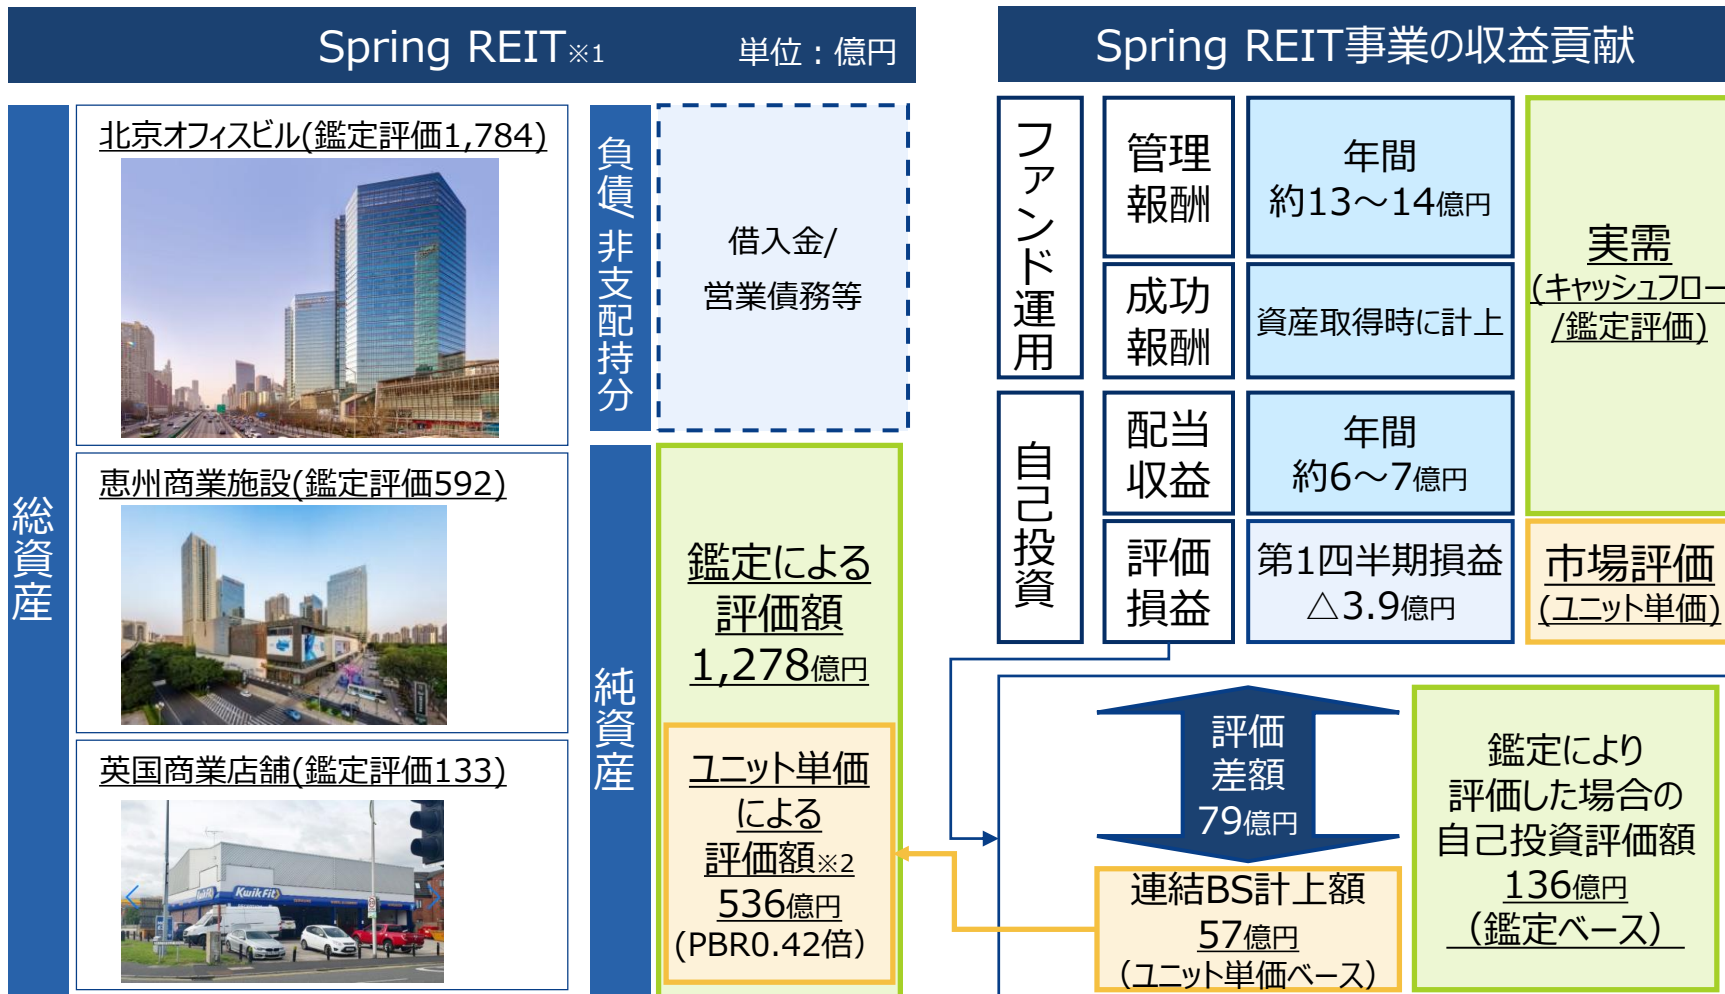 Spring REIT※1 単位：億円
総資産
北京オフィスビル(鑑定評価1,784)
恵州商業施設(鑑定評価592)
英国商業店舗(鑑定評価133)
KwikFit
負債/非支配持分
借入金/
営業債務等
純資産
鑑定による
評価額
1,278億円
ユニット単価
による
評価額※2
536億円
(PBR0.42倍）
Spring REIT事業の収益貢献
ファンド運用
管理
報酬
年間
約13～14億円
成功
報酬
資産取得時に計上
実需
(キャッシュフロー
/鑑定評価)
自己投資
配当
収益
年間
約6～7億円
評価
損益
第1四半期損益
△3.9億円
市場評価
(ユニット単価)
評価
差額
79億円
連結BS計上額
57億円
（ユニット単価ベース）
鑑定により
評価した場合の
自己投資評価額
136億円
（鑑定ベース）